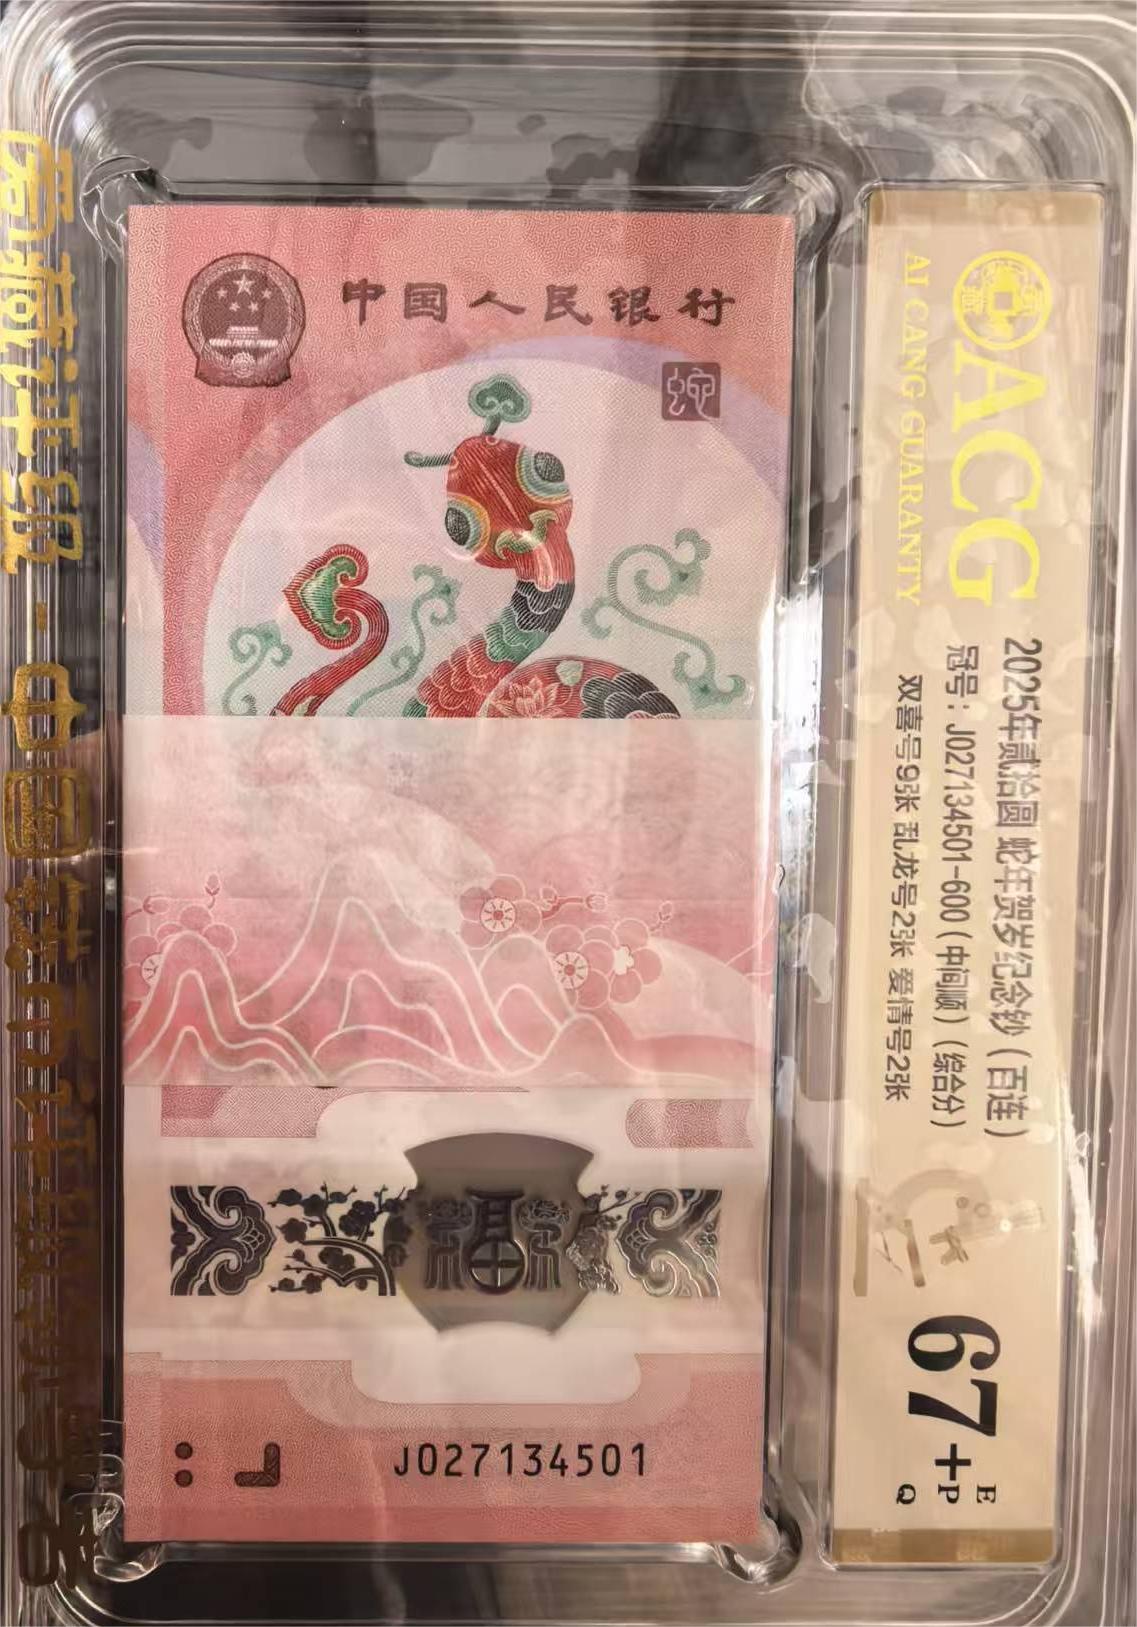 中国人民银行
蛇
J027134501
ACG
AI CANG GUARANTY
2025年贰拾圆 蛇年贺岁纪念钞（百连）
冠号：J027134501-600（中间顺）（综合分）
双喜号9张 乱龙号2张 爱情号2张
67+
E
P
Q
爱藏评级 - 中国